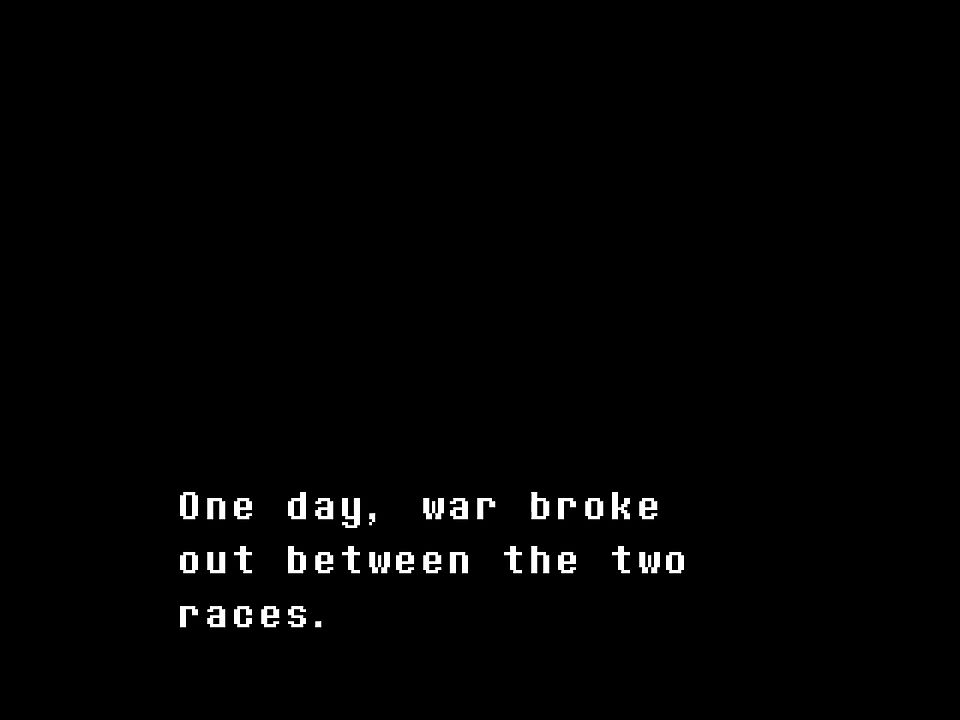 One day, war broke
out between the two
races.